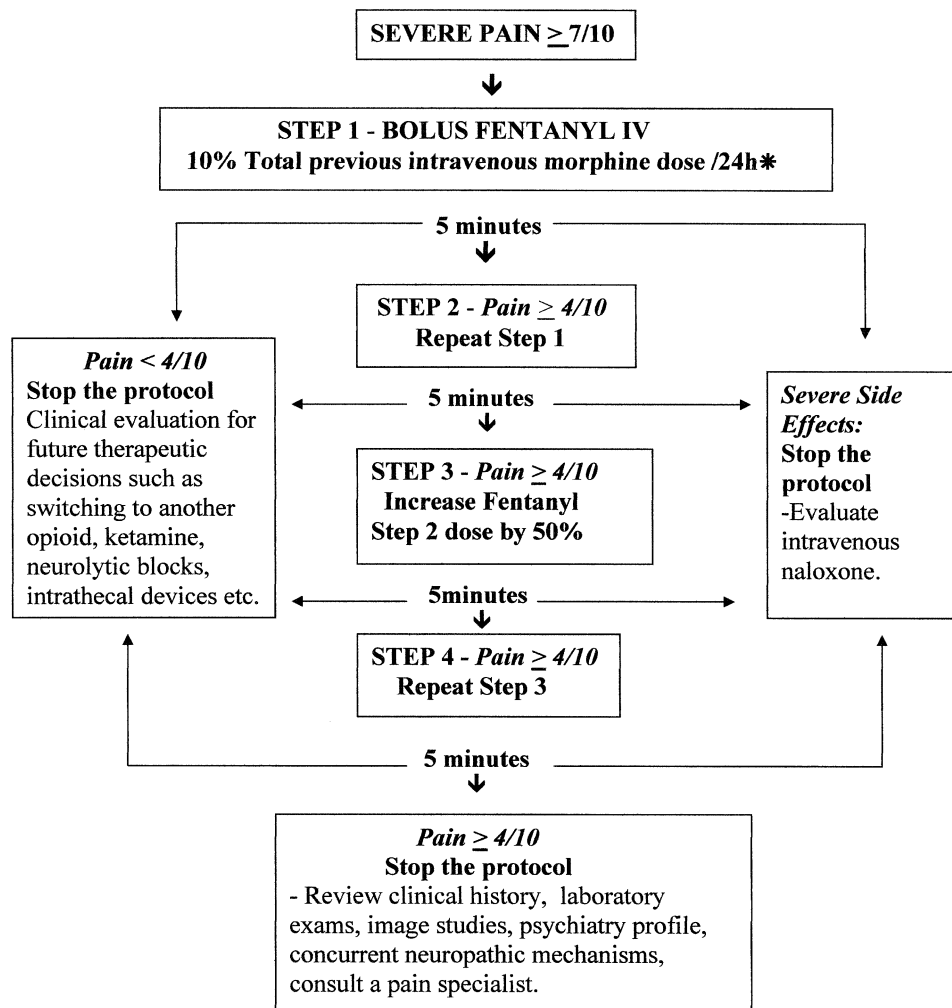 SEVERE PAIN ≥ 7/10
STEP 1 - BOLUS FENTANYL IV
10% Total previous intravenous morphine dose /24h*
5 minutes
STEP 2 - Pain ≥ 4/10
Repeat Step 1
Pain < 4/10
Stop the protocol
Clinical evaluation for
future therapeutic
decisions such as
switching to another
opioid, ketamine,
neurolytic blocks,
intrathecal devices etc.
5 minutes
Severe Side
Effects:
Stop the
protocol
-Evaluate
intravenous
naloxone.
STEP 3 - Pain ≥ 4/10
Increase Fentanyl
Step 2 dose by 50%
5minutes
STEP 4 - Pain ≥ 4/10
Repeat Step 3
5 minutes
Pain ≥ 4/10
Stop the protocol
- Review clinical history, laboratory
exams, image studies, psychiatry profile,
concurrent neuropathic mechanisms,
consult a pain specialist.